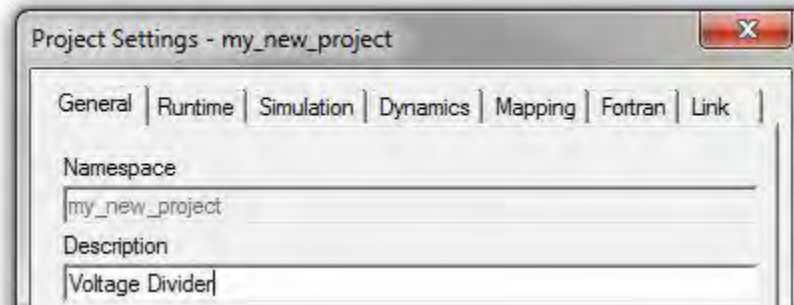 Project Settings - my_new_project
General Runtime Simulation Dynamics Mapping Fortran Link
Namespace
my_new_project
Description
Voltage Divider